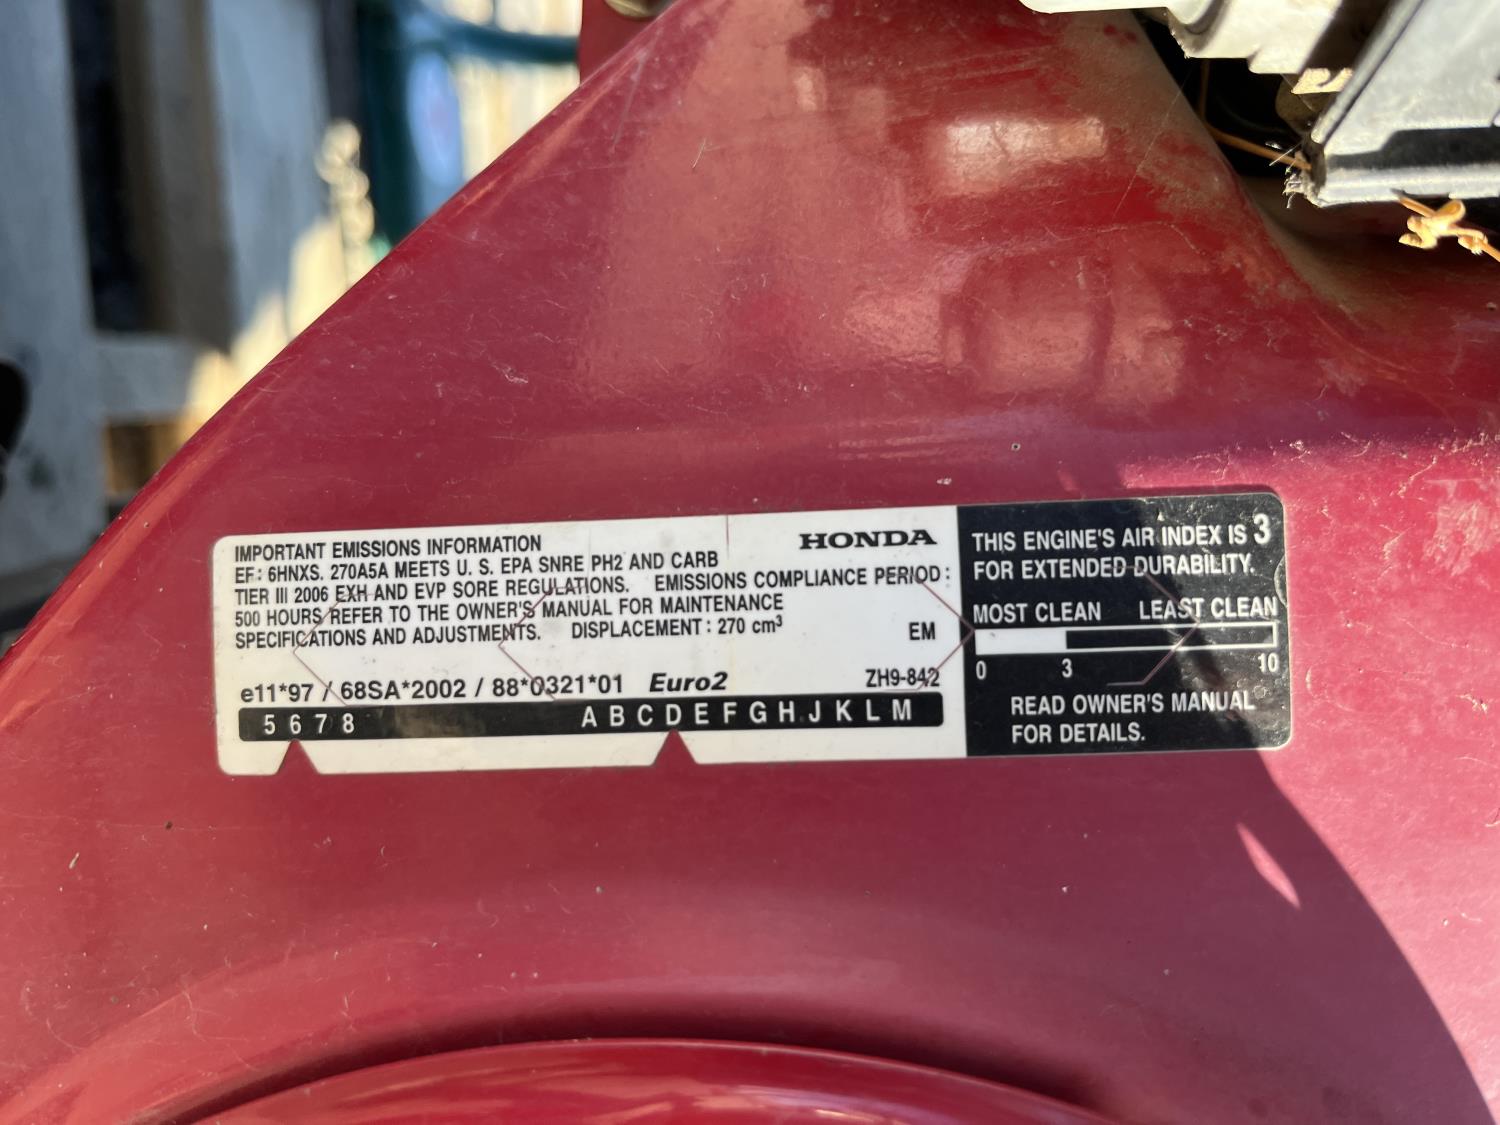 IMPORTANT EMISSIONS INFORMATION
HONDA
EF: 6HNXS. 270A5A MEETS U. S. EPA SNRE PH2 AND CARB
TIER III 2006 EXH AND EVP SORE REGULATIONS. EMISSIONS COMPLIANCE PERIOD:
500 HOURS REFER TO THE OWNER'S MANUAL FOR MAINTENANCE
SPECIFICATIONS AND ADJUSTMENTS. DISPLACEMENT: 270 cm³
EM
e11*97 / 68SA*2002 / 88*0321*01 Euro2
ZH9-842
5 6 7 8 A B C D E F G H J K L M
THIS ENGINE'S AIR INDEX IS 3
FOR EXTENDED DURABILITY.
MOST CLEAN LEAST CLEAN
0 3 10
READ OWNER'S MANUAL
FOR DETAILS.